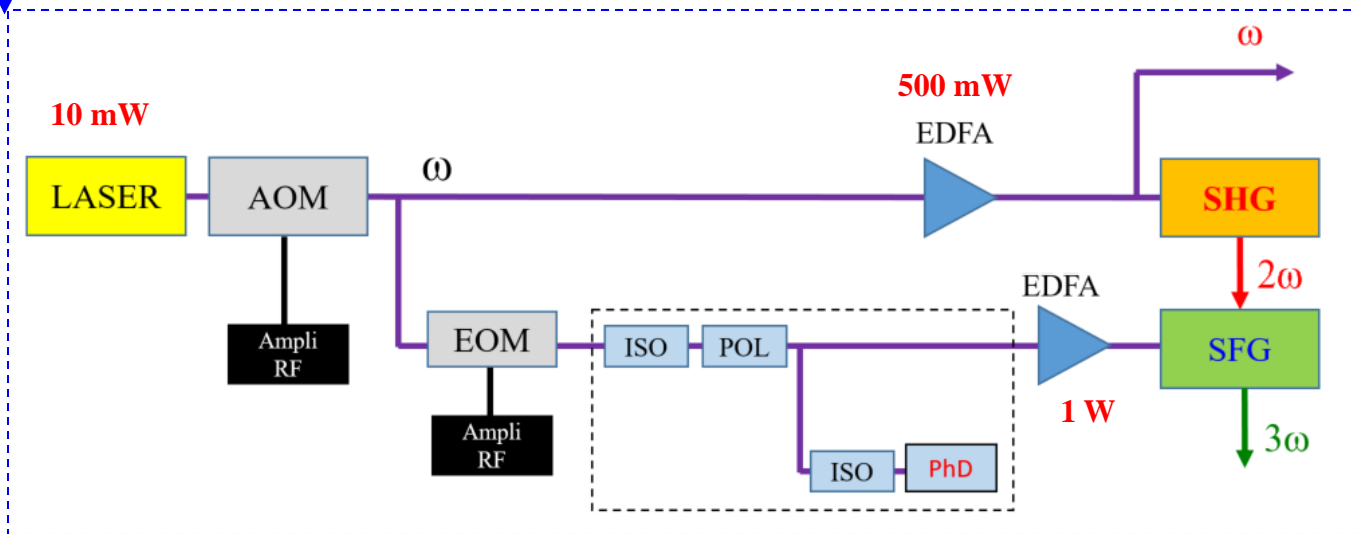 ω
10 mW
500 mW
EDFA
LASER
AOM
ω
SHG
2ω
EDFA
Ampli
RF
EOM
ISO
POL
SFG
1 W
Ampli
RF
ISO
PhD
3ω